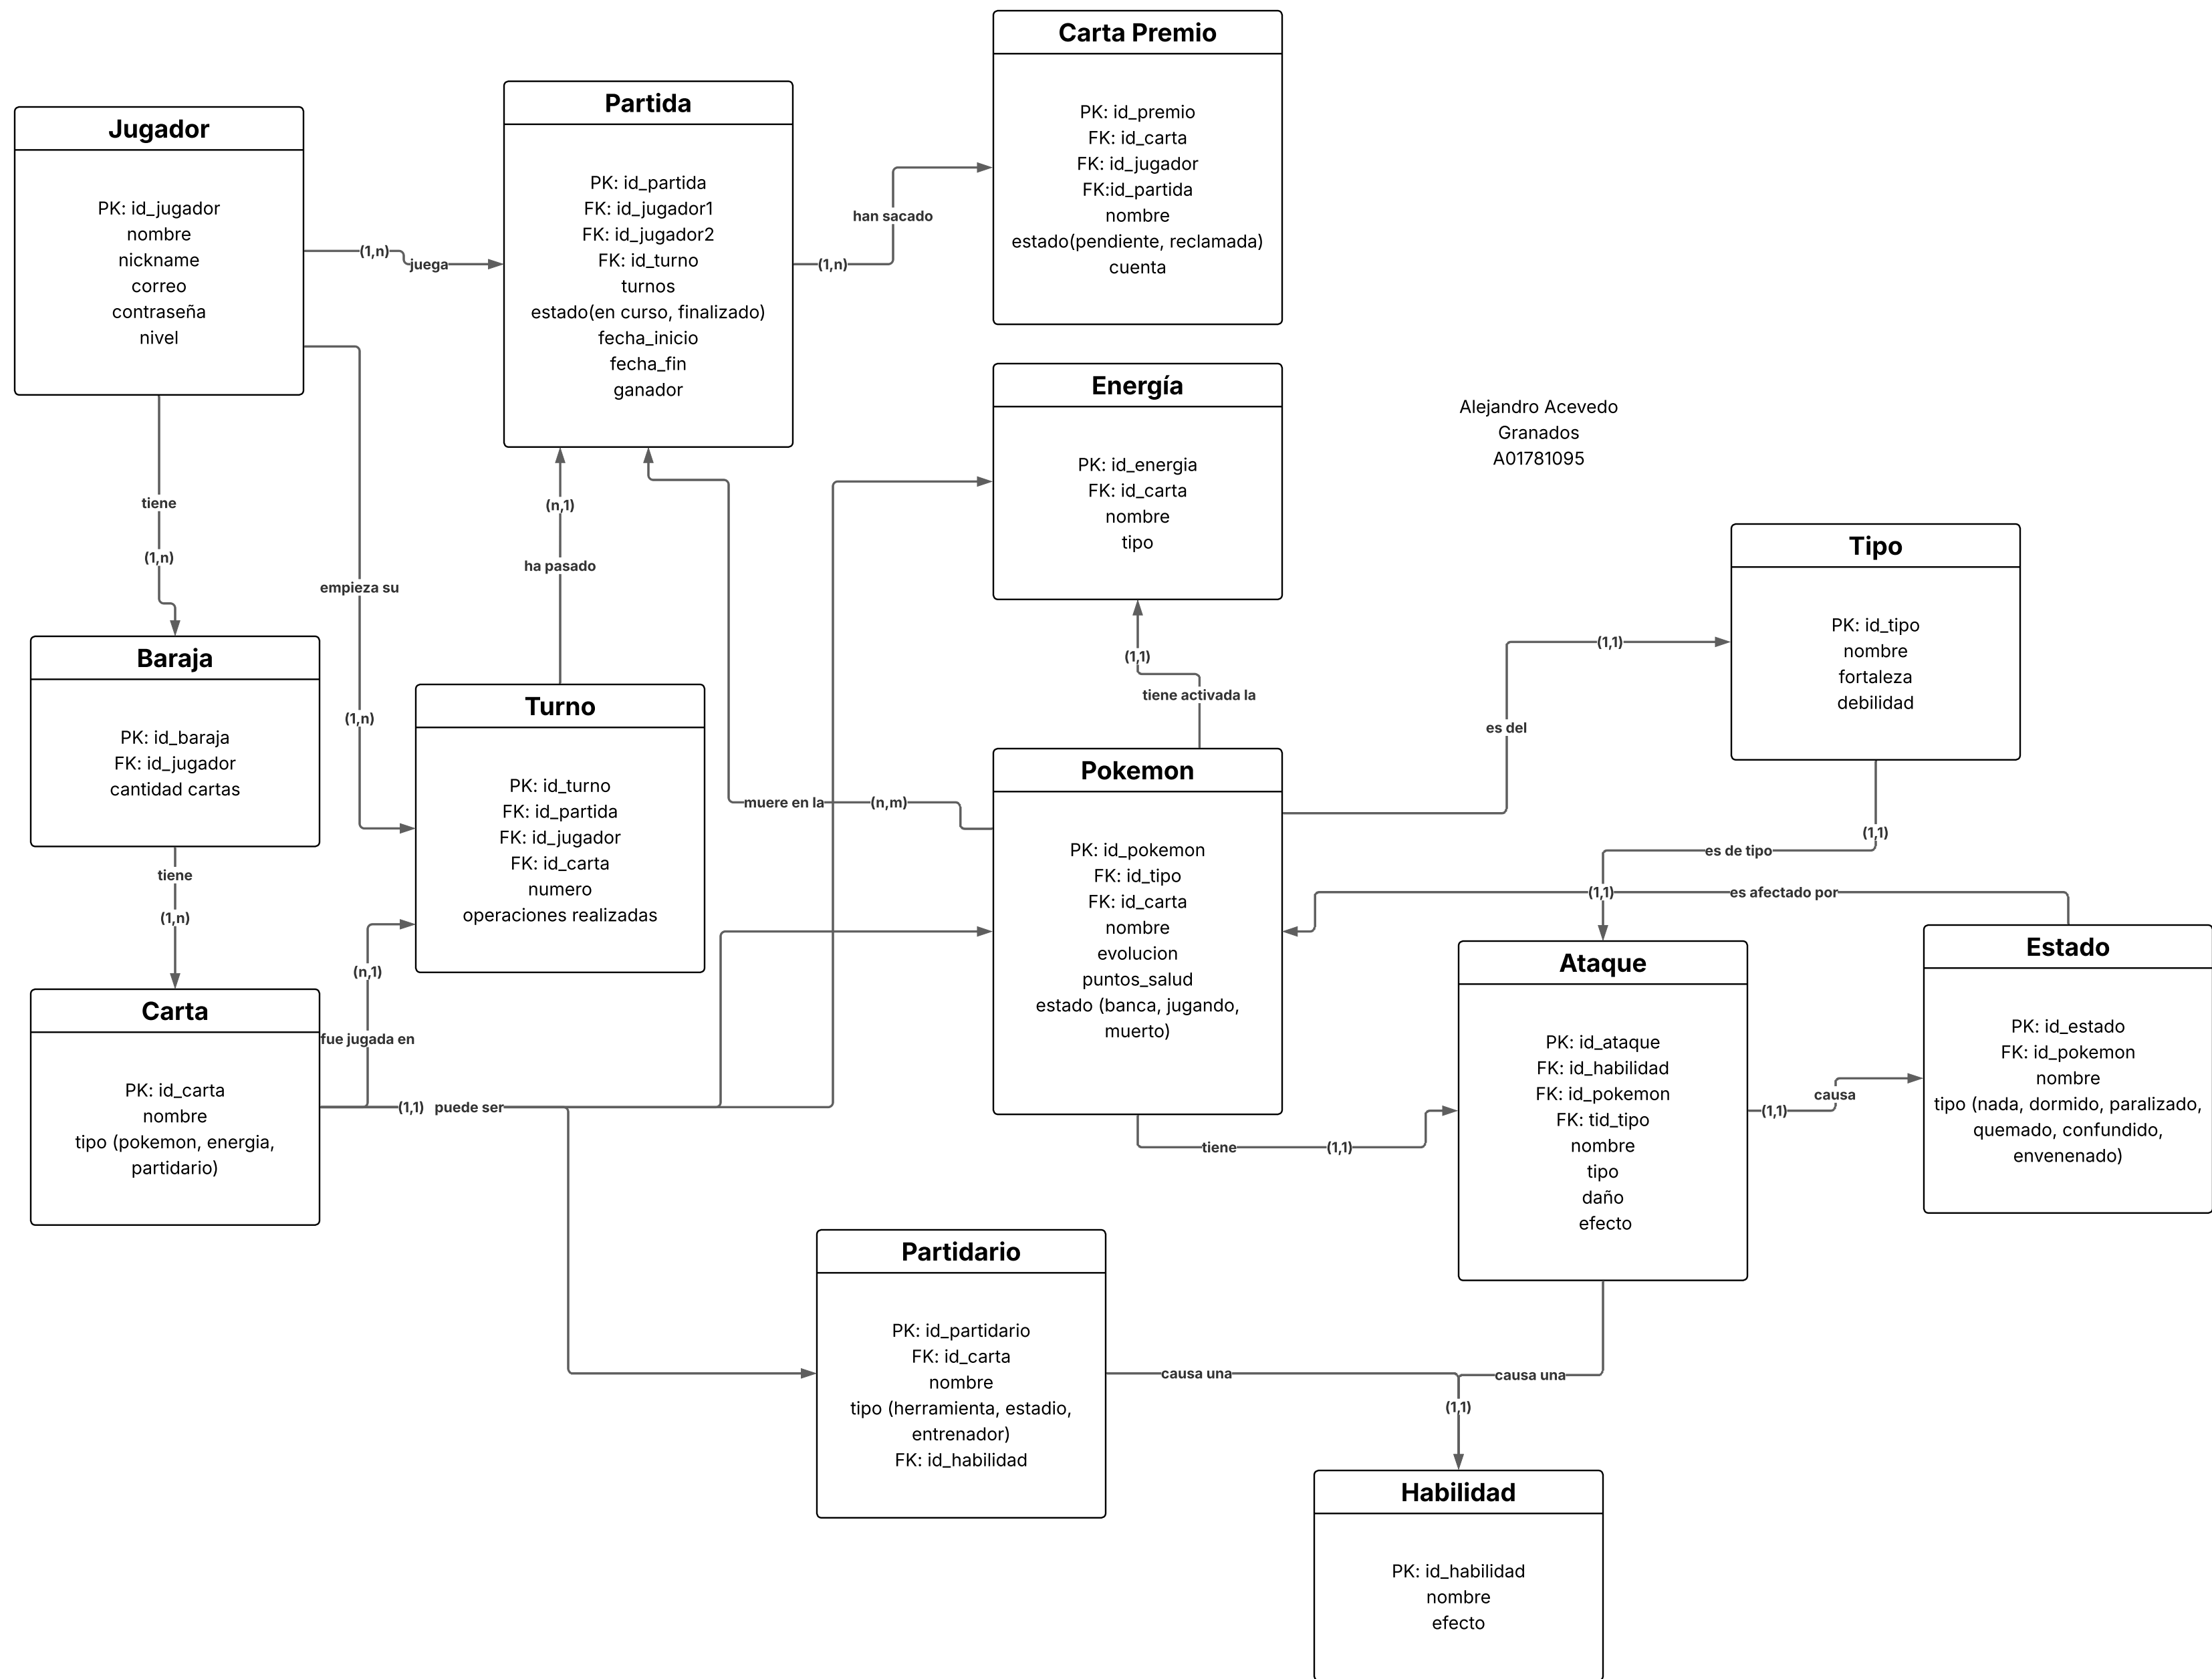 Carta Premio
PK: id_premio
FK: id_carta
FK: id_jugador
FK:id_partida
nombre
estado(pendiente, reclamada)
cuenta
Partida
PK: id_partida
FK: id_jugador1
FK: id_jugador2
FK: id_turno
turnos
estado(en curso, finalizado)
fecha_inicio
fecha_fin
ganador
Jugador
PK: id_jugador
nombre
nickname
correo
contraseña
nivel
(1,n)
juega
(1,n)
han sacado
Energía
PK: id_energia
FK: id_carta
nombre
tipo
Alejandro Acevedo
Granados
A01781095
tiene
(1,n)
empieza su
(1,n)
(n,1)
ha pasado
Tipo
PK: id_tipo
nombre
fortaleza
debilidad
(1,1)
tiene activada la
(1,1)
es del
Baraja
PK: id_baraja
FK: id_jugador
cantidad cartas
Turno
PK: id_turno
FK: id_partida
FK: id_jugador
FK: id_carta
numero
operaciones realizadas
muere en la
(n,m)
Pokemon
PK: id_pokemon
FK: id_tipo
FK: id_carta
nombre
evolucion
puntos_salud
estado (banca, jugando,
muerto)
(1,1)
es de tipo
(1,1)
es afectado por
tiene
(1,n)
(n,1)
fue jugada en
Carta
PK: id_carta
nombre
tipo (pokemon, energia,
partidario)
(1,1)
puede ser
Ataque
PK: id_ataque
FK: id_habilidad
FK: id_pokemon
FK: tid_tipo
nombre
tipo
daño
efecto
Estado
PK: id_estado
FK: id_pokemon
nombre
tipo (nada, dormido, paralizado,
quemado, confundido,
envenenado)
causa
(1,1)
tiene
(1,1)
Partidario
PK: id_partidario
FK: id_carta
nombre
tipo (herramienta, estadio,
entrenador)
FK: id_habilidad
causa una
causa una
(1,1)
Habilidad
PK: id_habilidad
nombre
efecto